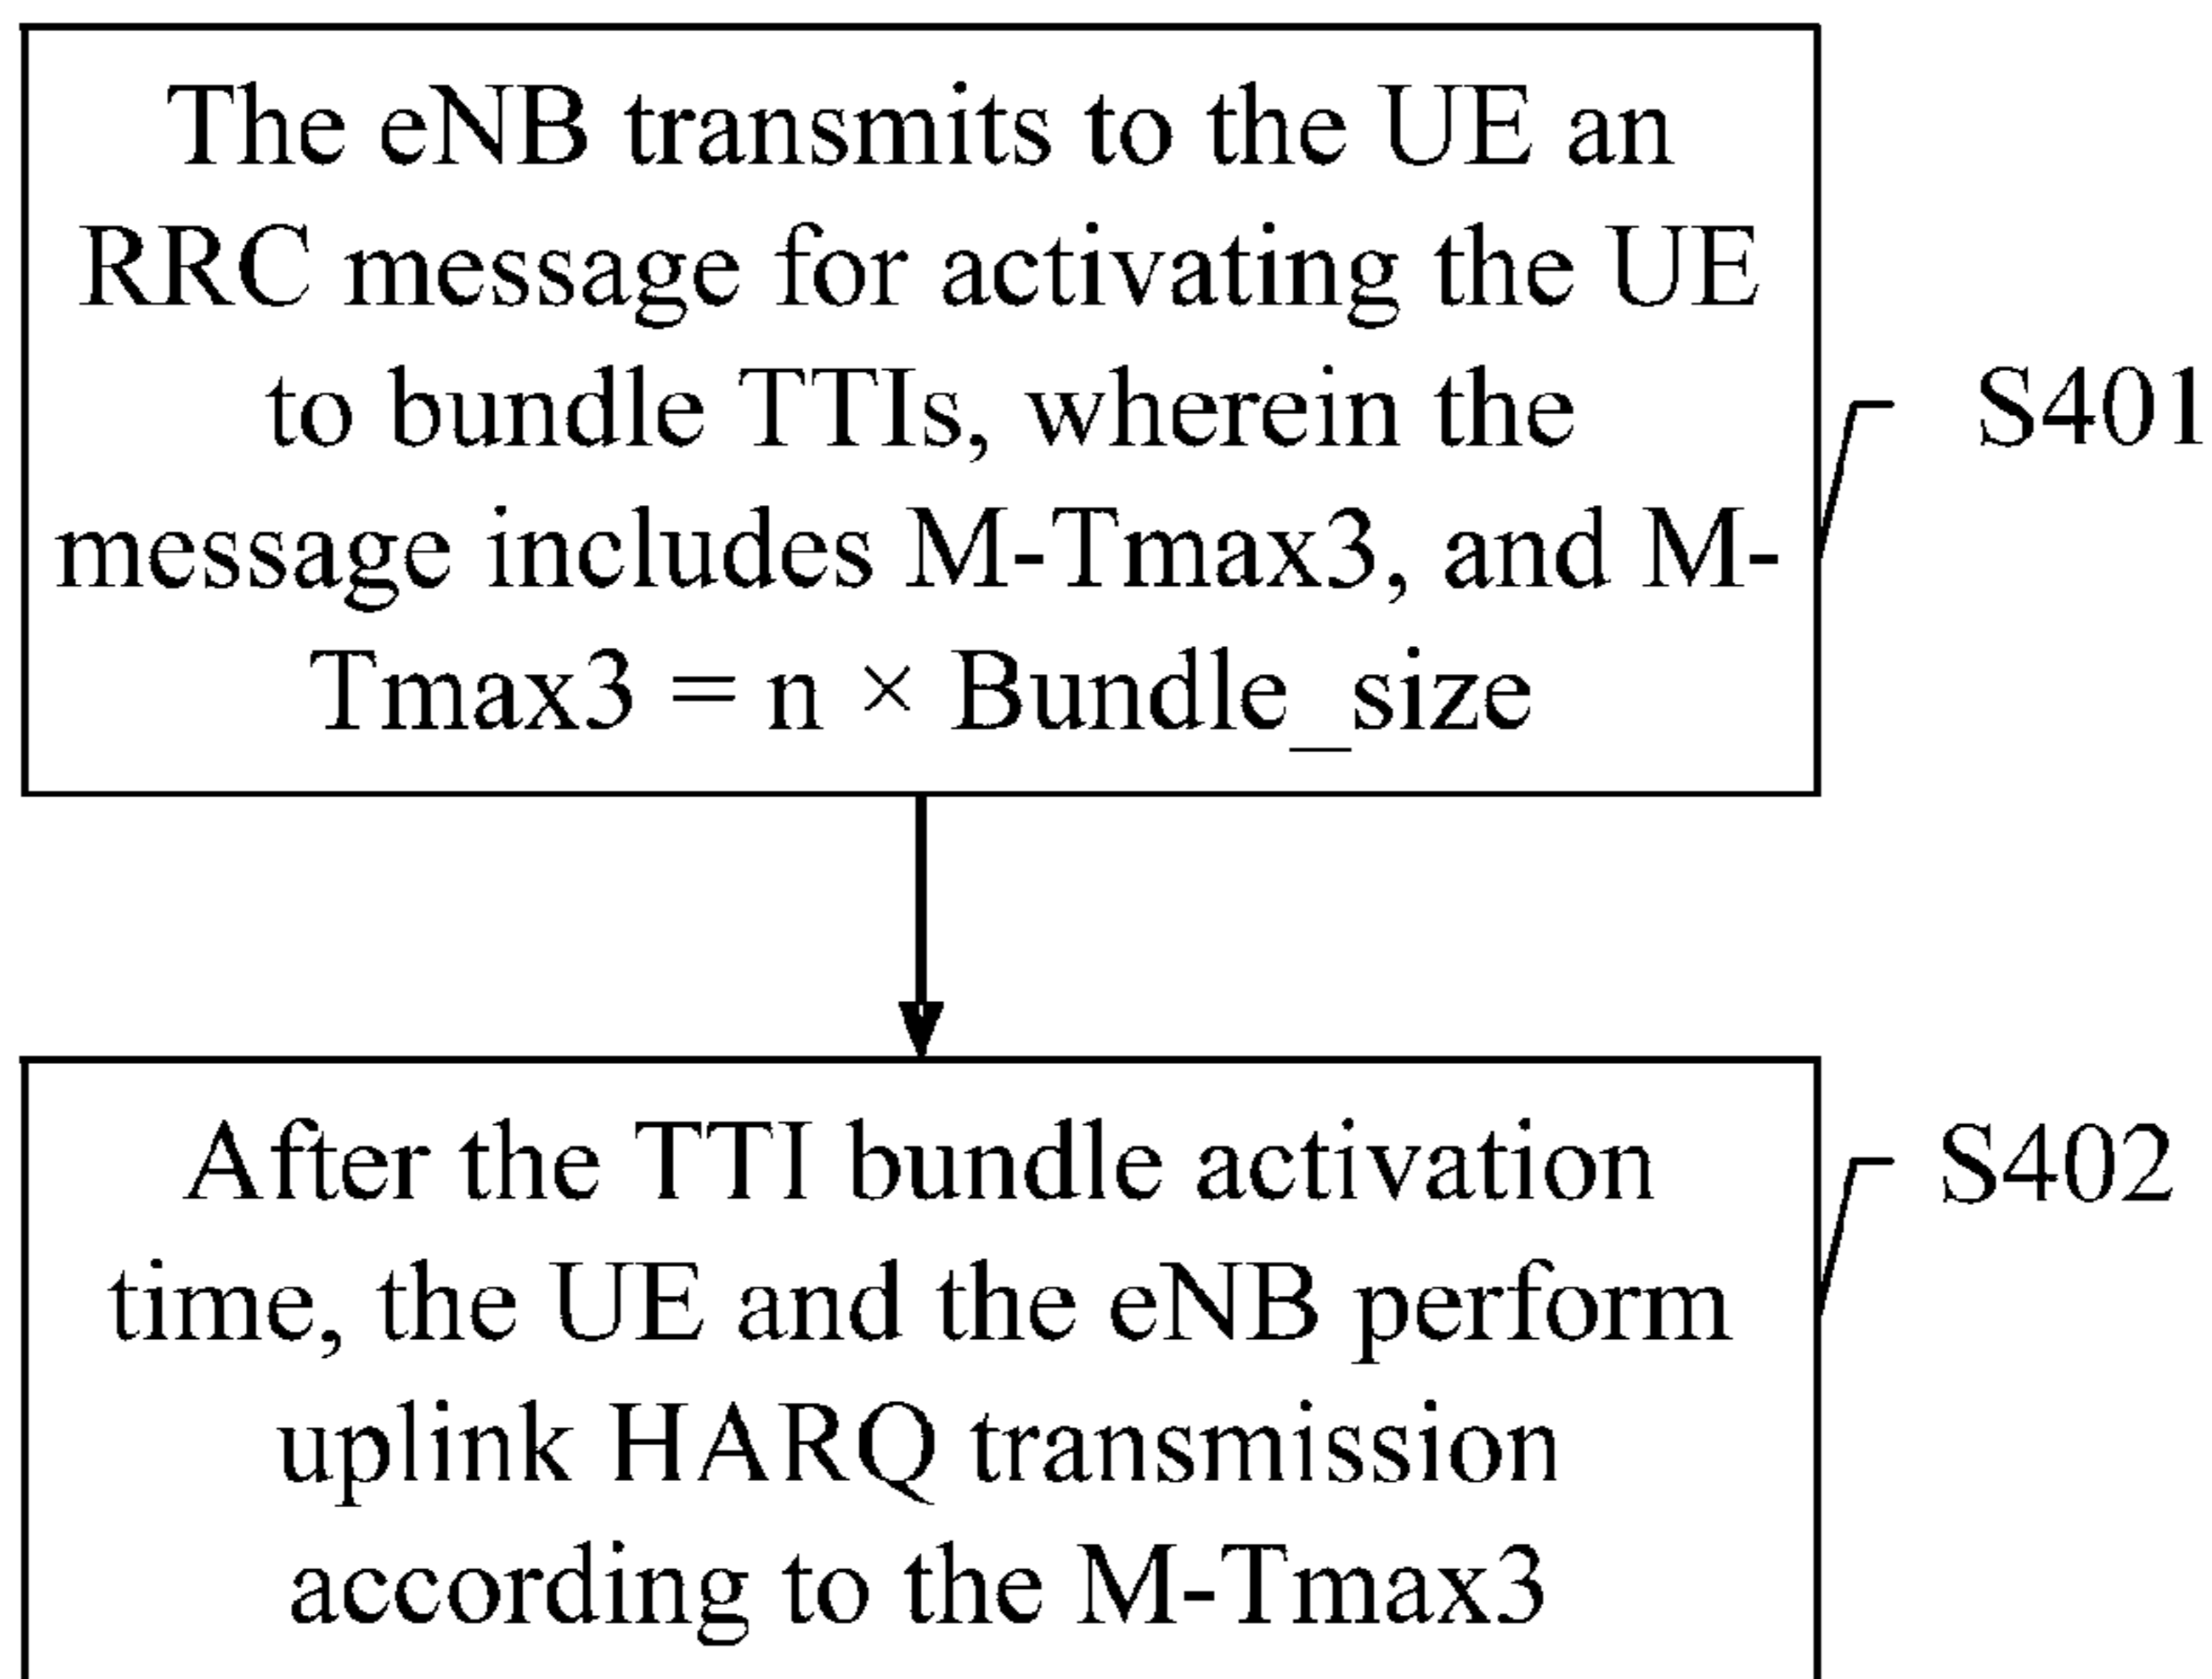 The eNB transmits to the UE an
RRC message for activating the UE
to bundle TTIs, wherein the
message includes M-Tmax3, and M-
Tmax3 = n × Bundle_size
S401
After the TTI bundle activation
time, the UE and the eNB perform
uplink HARQ transmission
according to the M-Tmax3
S402